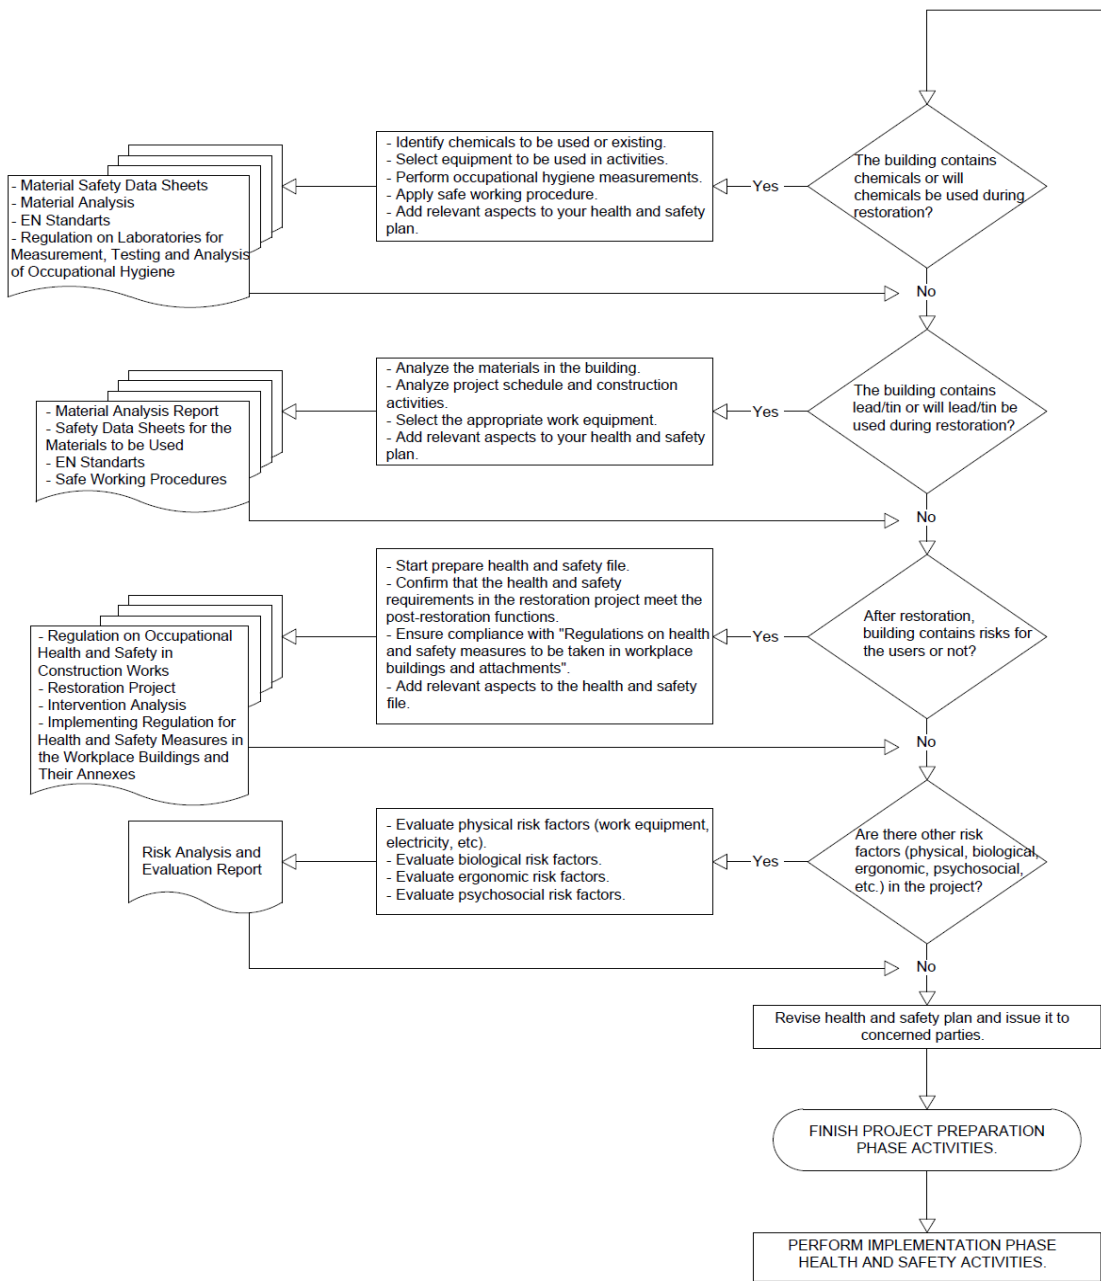 The building contains
chemicals or will
chemicals be used during
restoration?
Yes
- Identify chemicals to be used or existing.
- Select equipment to be used in activities.
- Perform occupational hygiene measurements.
- Apply safe working procedure.
- Add relevant aspects to your health and safety
plan.
- Material Safety Data Sheets
- Material Analysis
- EN Standarts
- Regulation on Laboratories for
Measurement, Testing and Analysis
of Occupational Hygiene
No
The building contains
lead/tin or will lead/tin be
used during restoration?
Yes
- Analyze the materials in the building.
- Analyze project schedule and construction
activities.
- Select the appropriate work equipment.
- Add relevant aspects to your health and safety
plan.
- Material Analysis Report
- Safety Data Sheets for the
Materials to be Used
- EN Standarts
- Safe Working Procedures
No
After restoration,
building contains risks for
the users or not?
Yes
- Start prepare health and safety file.
- Confirm that the health and safety
requirements in the restoration project meet the
post-restoration functions.
- Ensure compliance with "Regulations on health
and safety measures to be taken in workplace
buildings and attachments".
- Add relevant aspects to the health and safety
file.
- Regulation on Occupational
Health and Safety in
Construction Works
- Restoration Project
- Intervention Analysis
- Implementing Regulation for
Health and Safety Measures in
the Workplace Buildings and
Their Annexes
No
Are there other risk
factors (physical, biological,
ergonomic, psychosocial,
etc.) in the project?
Yes
- Evaluate physical risk factors (work equipment,
electricity, etc).
- Evaluate biological risk factors.
- Evaluate ergonomic risk factors.
- Evaluate psychosocial risk factors.
Risk Analysis and
Evaluation Report
No
Revise health and safety plan and issue it to
concerned parties.
FINISH PROJECT PREPARATION
PHASE ACTIVITIES.
PERFORM IMPLEMENTATION PHASE
HEALTH AND SAFETY ACTIVITIES.